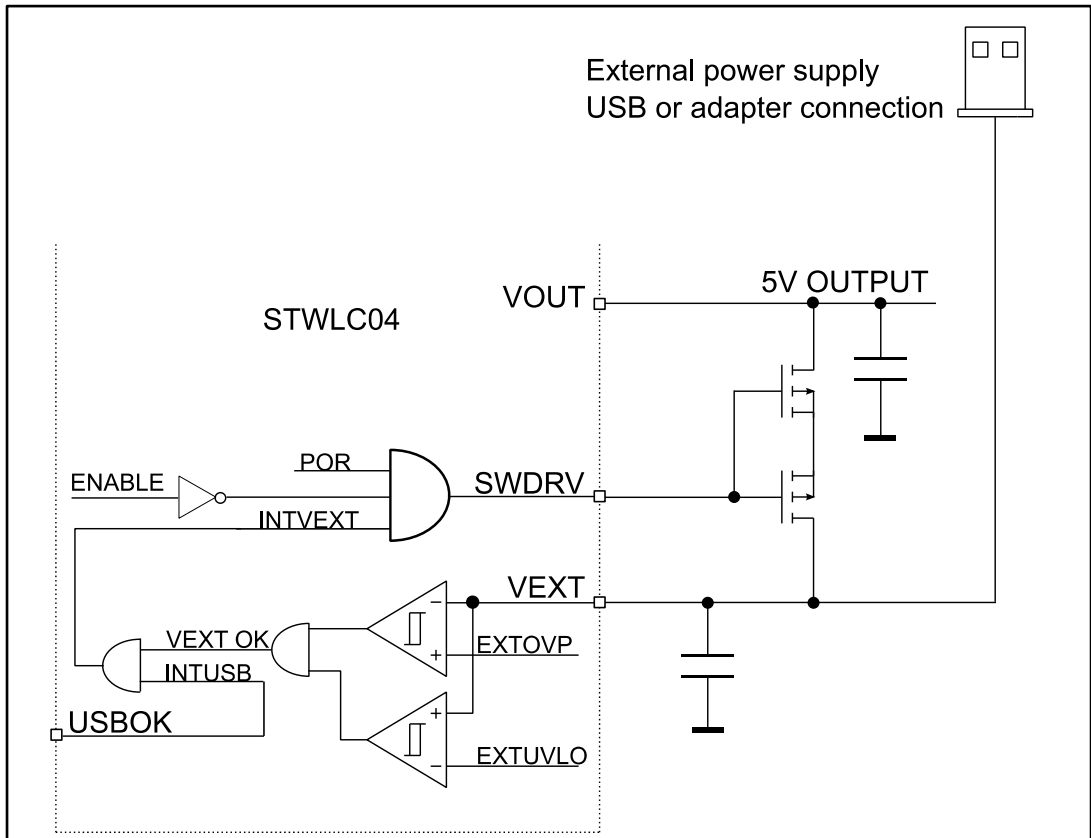 External power supply
USB or adapter connection
VOUT
5V OUTPUT
STWLC04
POR
ENABLE
SWDRV
INTVEXT
VEXT
VEXT OK
EXTOVP
INTUSB
USBOK
EXTUVLO